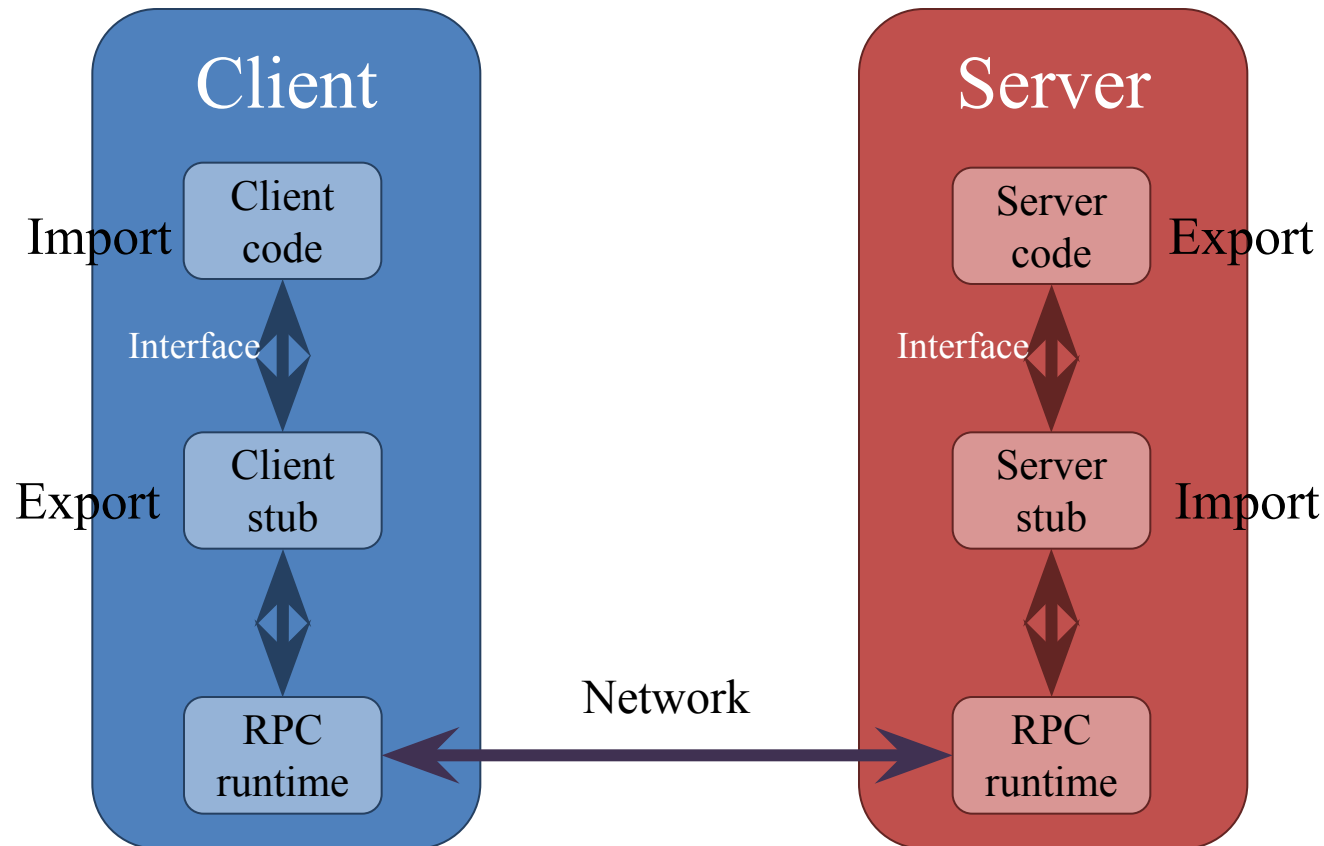 Client
Server
Client
code
Server
code
Import
Export
Interface
Interface
Client
stub
Server
stub
Export
Import
Network
RPC
runtime
RPC
runtime